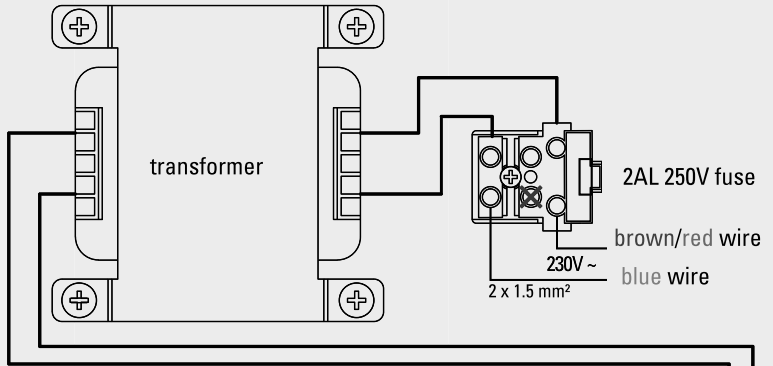 transformer
2AL 250V fuse
brown/red wire
230V ~
blue wire
2 x 1.5 mm²